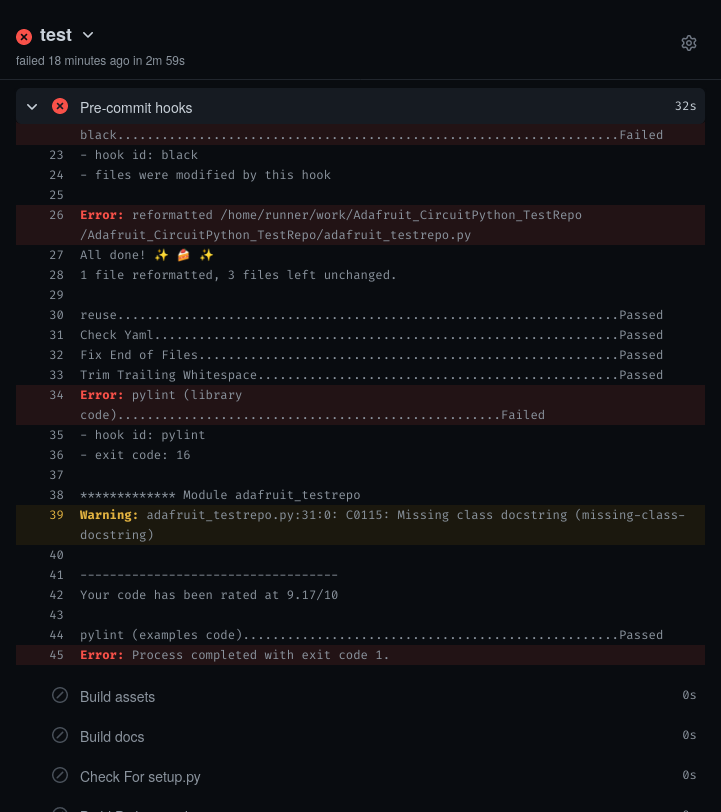 test
failed 18 minutes ago in 2m 59s
Pre-commit hooks 32s
black...................................................................Failed
23 - hook id: black
24 - files were modified by this hook
25
26 Error: reformatted /home/runner/work/Adafruit_CircuitPython_TestRepo
/Adafruit_CircuitPython_TestRepo/adafruit_testrepo.py
27 All done! ✨ 🍰 ✨
28 1 file reformatted, 3 files left unchanged.
29
30 reuse...................................................................Passed
31 Check Yaml..............................................................Passed
32 Fix End of Files........................................................Passed
33 Trim Trailing Whitespace................................................Passed
34 Error: pylint (library
code)...................................................Failed
35 - hook id: pylint
36 - exit code: 16
37
38 ************* Module adafruit_testrepo
39 Warning: adafruit_testrepo.py:31:0: C0115: Missing class docstring (missing-class-
docstring)
40
41 -----------------------------------
42 Your code has been rated at 9.17/10
43
44 pylint (examples code)..................................................Passed
45 Error: Process completed with exit code 1.
Build assets 0s
Build docs 0s
Check For setup.py 0s